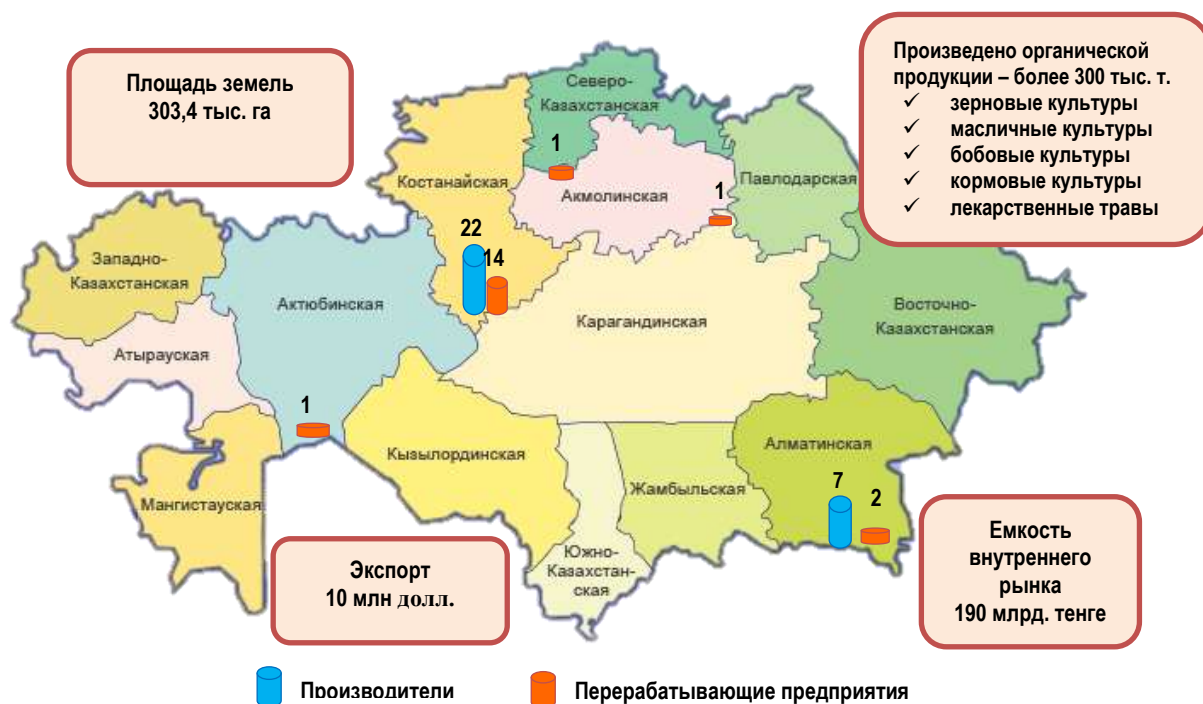 Площадь земель
303,4 тыс. га
Произведено органической
продукции – более 300 тыс. т.
✓ зерновые культуры
✓ масличные культуры
✓ бобовые культуры
✓ кормовые культуры
✓ лекарственные травы
Северо-
Казахстанская
1
Костанайская
Акмолинская
1
Павлодарская
22
14
Западно-
Казахстанская
Актюбинская
Карагандинская
Восточно-
Казахстанская
Атырауская
1
Кызылординская
Алматинская
Мангистауская
Жамбыльская
7
2
Южно-
Казахстан-
ская
Экспорт
10 млн долл.
Емкость
внутреннего
рынка
190 млрд. тенге
Производители
Перерабатывающие предприятия